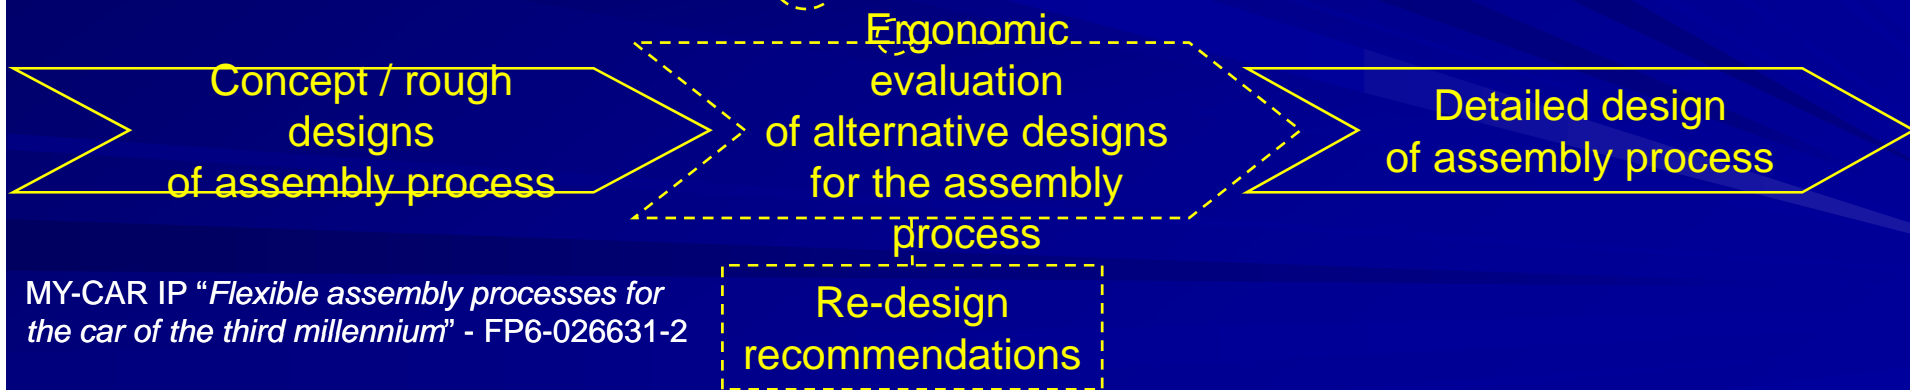 Concept / rough
designs
of assembly process
Ergonomic
evaluation
of alternative designs
for the assembly
process
Detailed design
of assembly process
Re-design
recommendations
MY-CAR IP “Flexible assembly processes for
the car of the third millennium” - FP6-026631-2